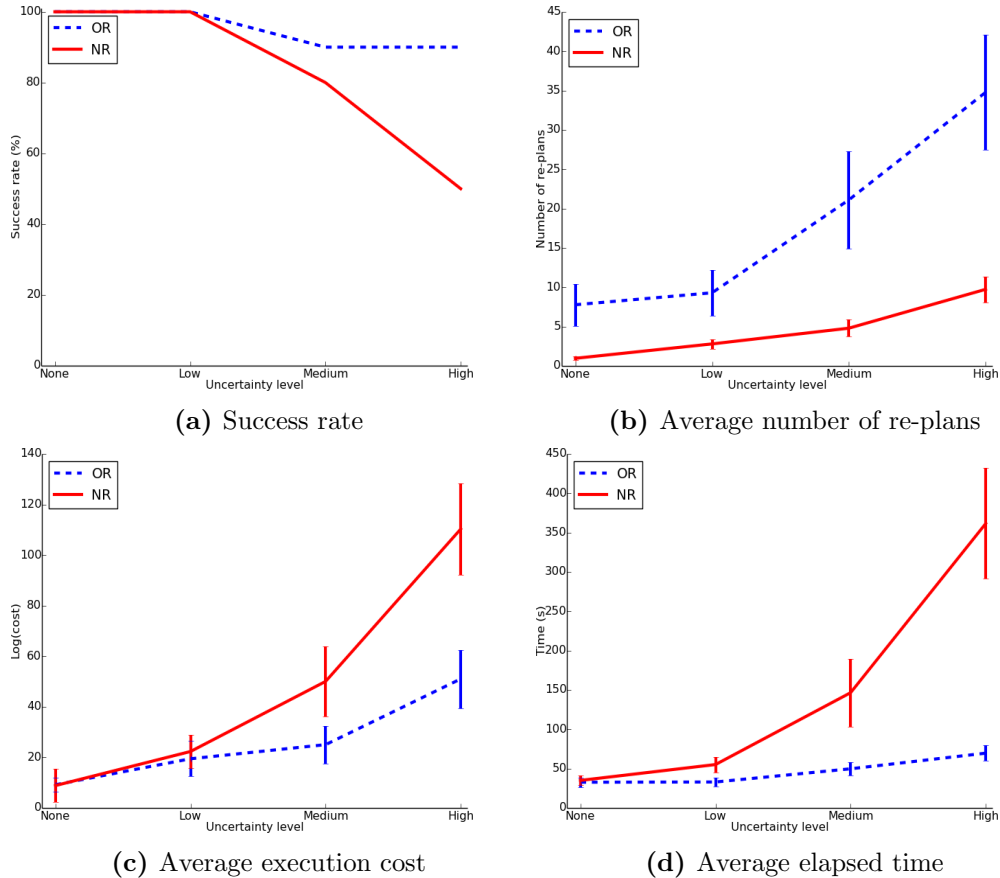 100
80
60
40
20
0
Success rate (%)
OR
NR
None
Low
Medium
High
Uncertainty level
(a) Success rate
45
40
35
30
25
20
15
10
5
0
Number of re-plans
OR
NR
None
Low
Medium
High
Uncertainty level
(b) Average number of re-plans
140
120
100
80
60
40
20
0
Log(cost)
OR
NR
None
Low
Medium
High
Uncertainty level
(c) Average execution cost
450
400
350
300
250
200
150
100
50
0
Time (s)
OR
NR
None
Low
Medium
High
Uncertainty level
(d) Average elapsed time